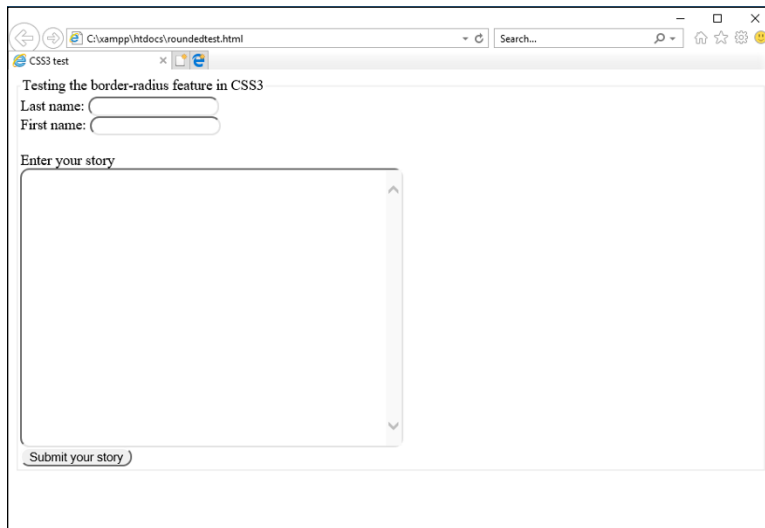 C:\xampp\htdocs\roundedtest.html
Search...
CSS3 test
Testing the border-radius feature in CSS3
Last name:
First name:
Enter your story
Submit your story